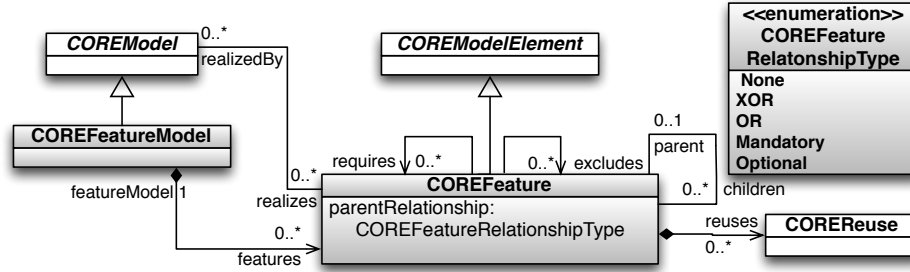 COREModel
0..*
realizedBy
COREModelElement
<<enumeration>>
COREFeature
RelatonshipType
None
XOR
OR
Mandatory
Optional
COREFeatureModel
featureModel 1
0..*
features
0..*
realizes
requires
0..*
0..*
excludes
0..1
parent
0..*
children
COREFeature
parentRelationship:
COREFeatureRelationshipType
reuses
0..*
COREReuse